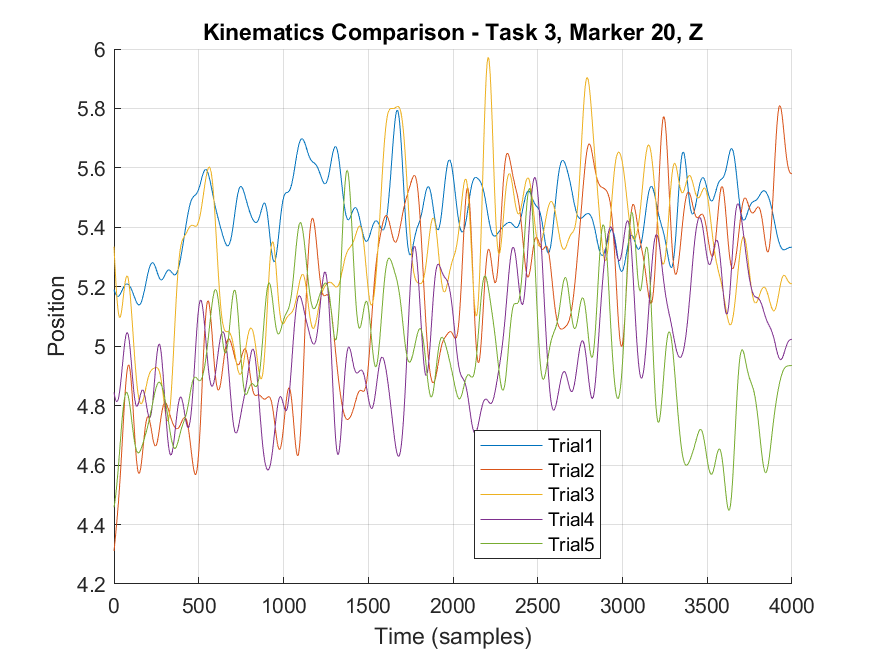 Kinematics Comparison - Task 3, Marker 20, Z
6
5.8
5.6
5.4
5.2
5
4.8
4.6
4.4
4.2
Position
Trial1
Trial2
Trial3
Trial4
Trial5
0 500 1000 1500 2000 2500 3000 3500 4000
Time (samples)